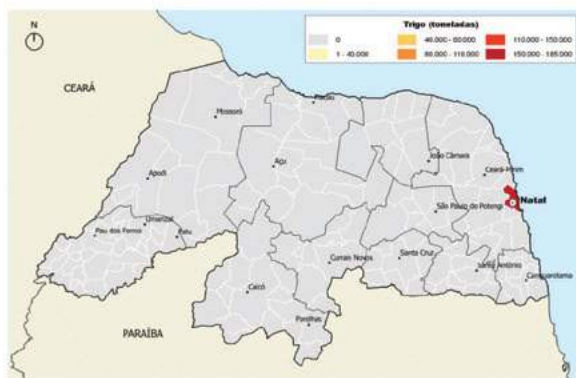 N
Trigo (toneladas)
0
1 - 40.000
40.000 - 60.000
80.000 - 110.000
110.000 - 150.000
150.000 - 185.000
CEARÁ
Macau
Mossoró
João Câmara
Açu
Ceará-Mirim
Apodi
Natal
São Paulo do Potengi
Umarizal
Pau dos Ferros
Patu
Currais Novos
Santa Cruz
Santo Antônio
Canguaretama
Caicó
Parelhas
PARAÍBA